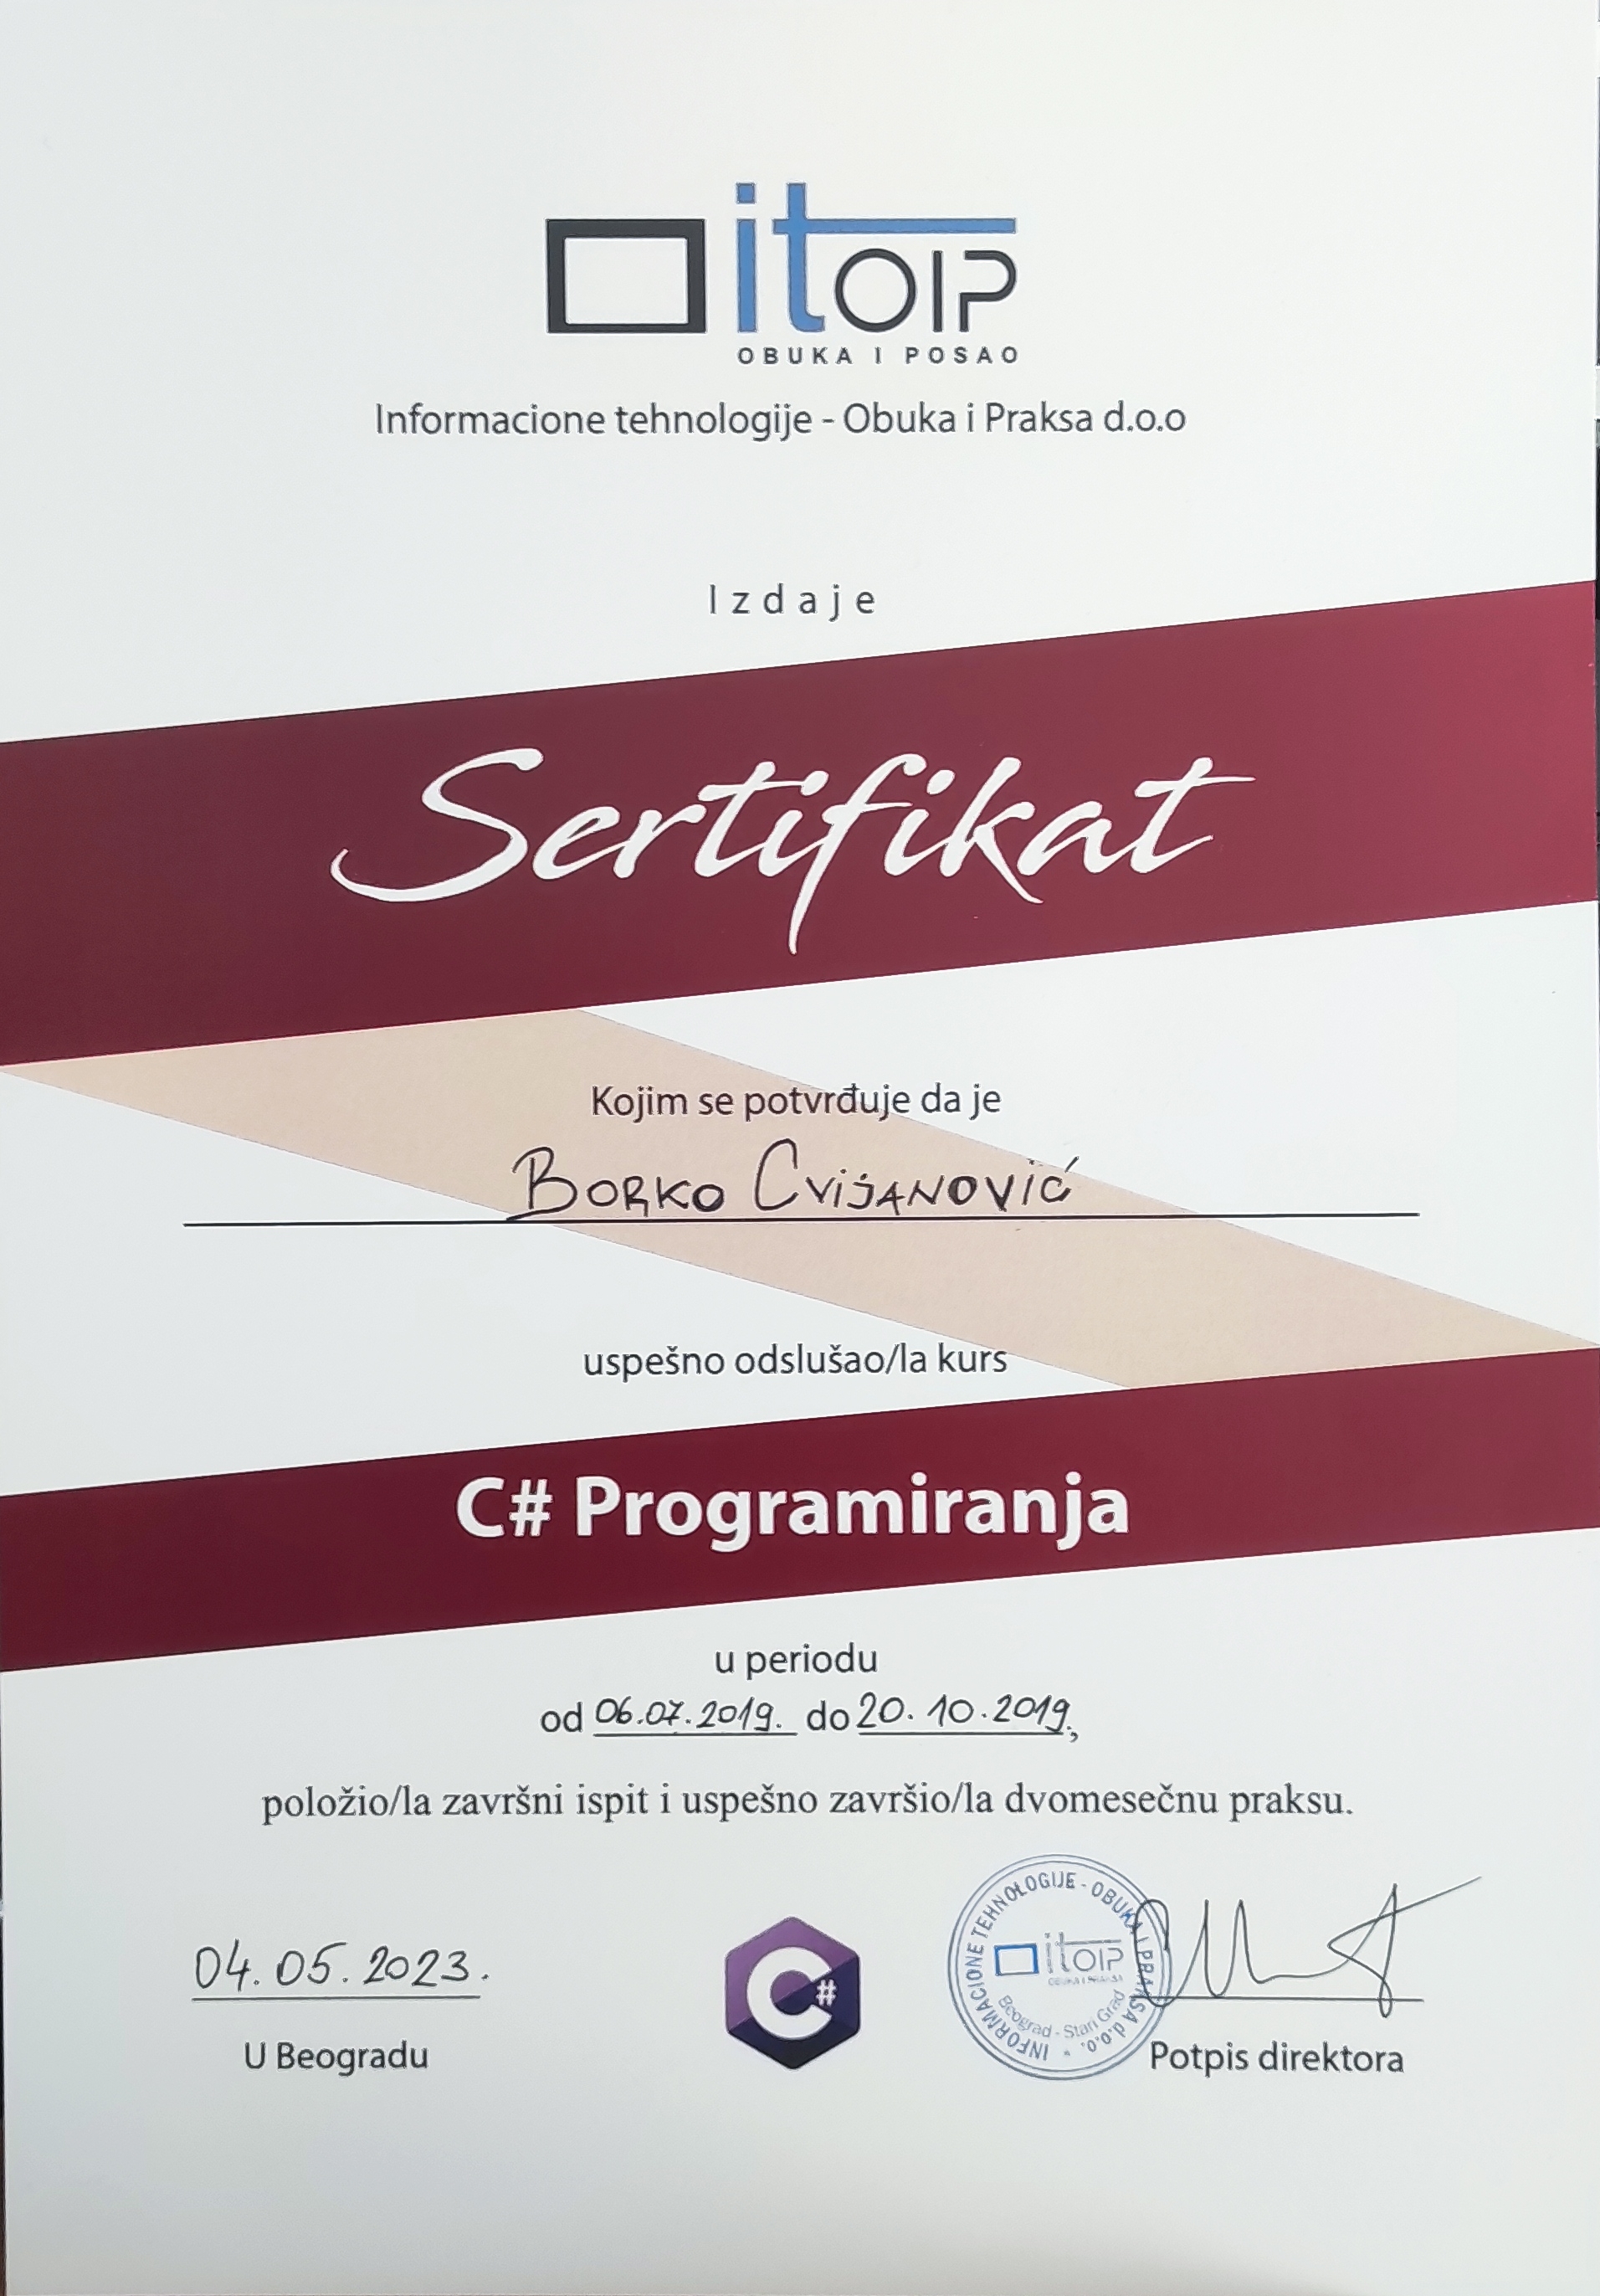 itOIP
OBUKA I POSAO
Informacione tehnologije - Obuka i Praksa d.o.o
Izdaje
Sertifikat
Kojim se potvrđuje da je
BORKO CVIJANOVIĆ
uspešno odslušao/la kurs
C# Programiranja
u periodu
od 06.07.2019. do 20.10.2019.,
položio/la završni ispit i uspešno završio/la dvomesečnu praksu.
04.05.2023.
U Beogradu
C#
INFORMACIONE TEHNOLOGIJE - OBUKA I PRAKSA d.o.o. *
itOIP
OBUKA I PRAKSA
Beograd - Stari Grad
Potpis direktora